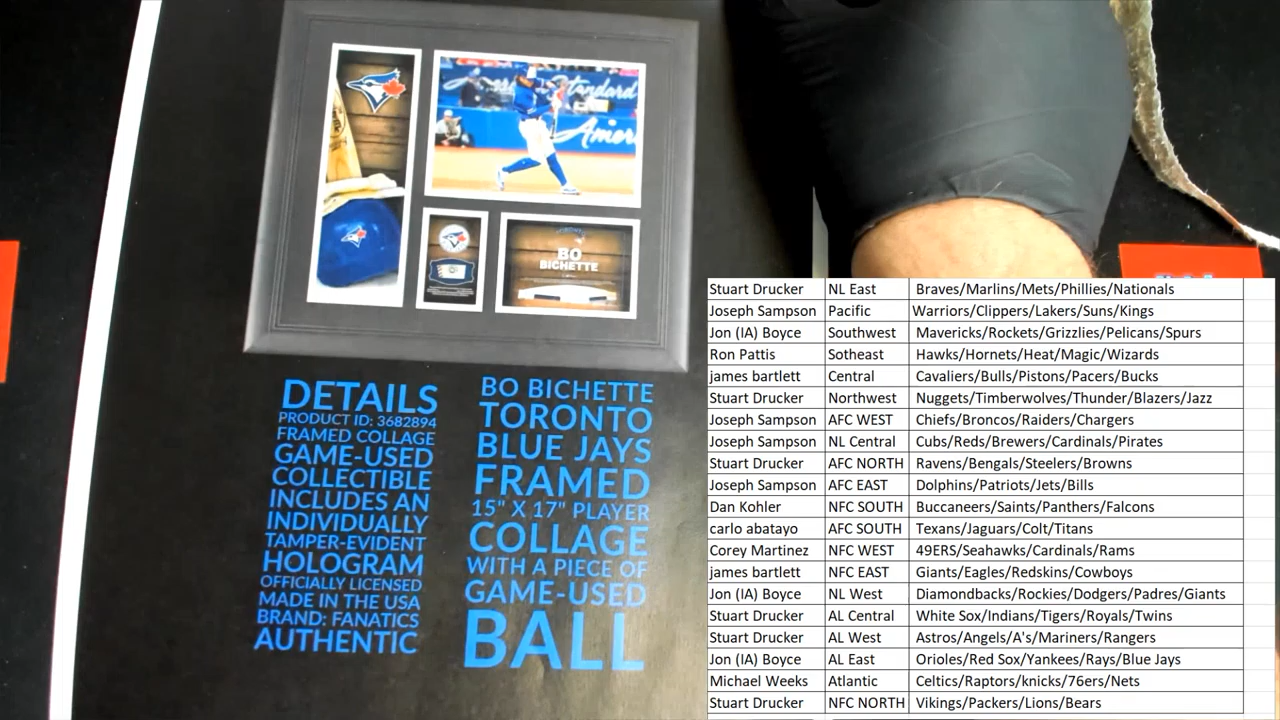 Standard
Amer
BO
BICHETTE
DETAILS
PRODUCT ID: 3682894
FRAMED COLLAGE
GAME-USED
COLLECTIBLE
INCLUDES AN
INDIVIDUALLY
TAMPER-EVIDENT
HOLOGRAM
OFFICIALLY LICENSED
MADE IN THE USA
BRAND: FANATICS
AUTHENTIC
BO BICHETTE
TORONTO
BLUE JAYS
FRAMED
15" X 17" PLAYER
COLLAGE
WITH A PIECE OF
GAME-USED
BALL
Stuart Drucker NL East Braves/Marlins/Mets/Phillies/Nationals
Joseph Sampson Pacific Warriors/Clippers/Lakers/Suns/Kings
Jon (IA) Boyce Southwest Mavericks/Rockets/Grizzlies/Pelicans/Spurs
Ron Pattis Sotheast Hawks/Hornets/Heat/Magic/Wizards
james bartlett Central Cavaliers/Bulls/Pistons/Pacers/Bucks
Stuart Drucker Northwest Nuggets/Timberwolves/Thunder/Blazers/Jazz
Joseph Sampson AFC WEST Chiefs/Broncos/Raiders/Chargers
Joseph Sampson NL Central Cubs/Reds/Brewers/Cardinals/Pirates
Stuart Drucker AFC NORTH Ravens/Bengals/Steelers/Browns
Joseph Sampson AFC EAST Dolphins/Patriots/Jets/Bills
Dan Kohler NFC SOUTH Buccaneers/Saints/Panthers/Falcons
carlo abatayo AFC SOUTH Texans/Jaguars/Colt/Titans
Corey Martinez NFC WEST 49ERS/Seahawks/Cardinals/Rams
james bartlett NFC EAST Giants/Eagles/Redskins/Cowboys
Jon (IA) Boyce NL West Diamondbacks/Rockies/Dodgers/Padres/Giants
Stuart Drucker AL Central White Sox/Indians/Tigers/Royals/Twins
Stuart Drucker AL West Astros/Angels/A's/Mariners/Rangers
Jon (IA) Boyce AL East Orioles/Red Sox/Yankees/Rays/Blue Jays
Michael Weeks Atlantic Celtics/Raptors/knicks/76ers/Nets
Stuart Drucker NFC NORTH Vikings/Packers/Lions/Bears